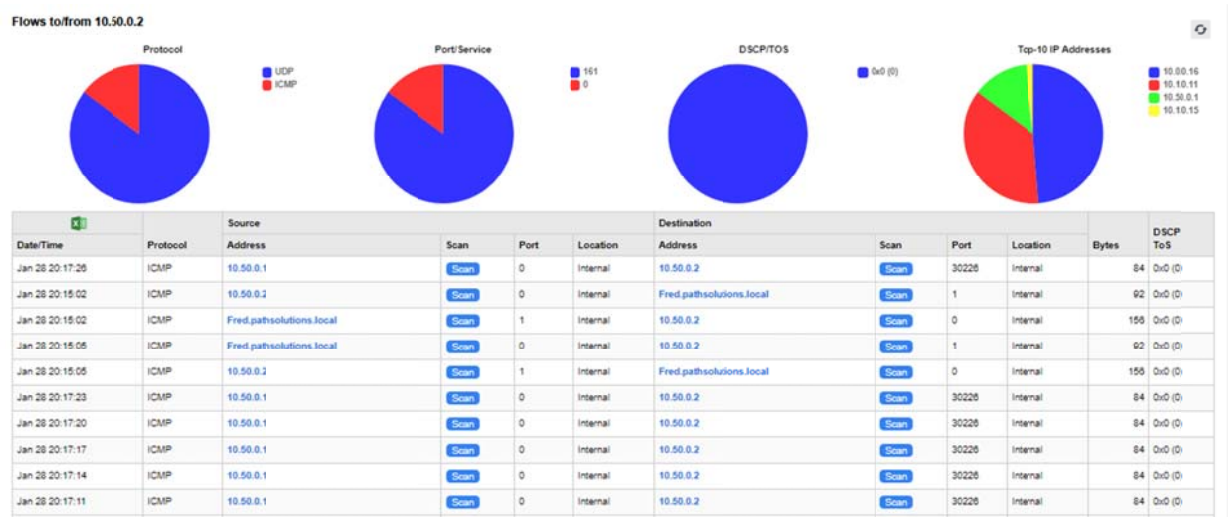 Flows to/from 10.50.0.2
Protocol
UDP
ICMP
Port/Service
161
0
DSCP/TOS
0x0 (0)
Top-10 IP Addresses
10.0.0.16
10.10.11
10.50.0.1
10.10.15
Source Destination
Date/Time Protocol Address Scan Port Location Address Scan Port Location Bytes DSCP ToS
Jan 28 20:17:26 ICMP 10.50.0.1 Scan 0 Internal 10.50.0.2 Scan 30226 Internal 84 0x0 (0)
Jan 28 20:15:02 ICMP 10.50.0.2 Scan 0 Internal Fred.pathsolutions.local Scan 1 Internal 92 0x0 (0)
Jan 28 20:15:02 ICMP Fred.pathsolutions.local Scan 1 Internal 10.50.0.2 Scan 0 Internal 156 0x0 (0)
Jan 28 20:15:05 ICMP Fred.pathsolutions.local Scan 0 Internal 10.50.0.2 Scan 1 Internal 92 0x0 (0)
Jan 28 20:15:05 ICMP 10.50.0.2 Scan 1 Internal Fred.pathsolutions.local Scan 0 Internal 156 0x0 (0)
Jan 28 20:17:23 ICMP 10.50.0.1 Scan 0 Internal 10.50.0.2 Scan 30226 Internal 84 0x0 (0)
Jan 28 20:17:20 ICMP 10.50.0.1 Scan 0 Internal 10.50.0.2 Scan 30226 Internal 84 0x0 (0)
Jan 28 20:17:17 ICMP 10.50.0.1 Scan 0 Internal 10.50.0.2 Scan 30226 Internal 84 0x0 (0)
Jan 28 20:17:14 ICMP 10.50.0.1 Scan 0 Internal 10.50.0.2 Scan 30226 Internal 84 0x0 (0)
Jan 28 20:17:11 ICMP 10.50.0.1 Scan 0 Internal 10.50.0.2 Scan 30226 Internal 84 0x0 (0)